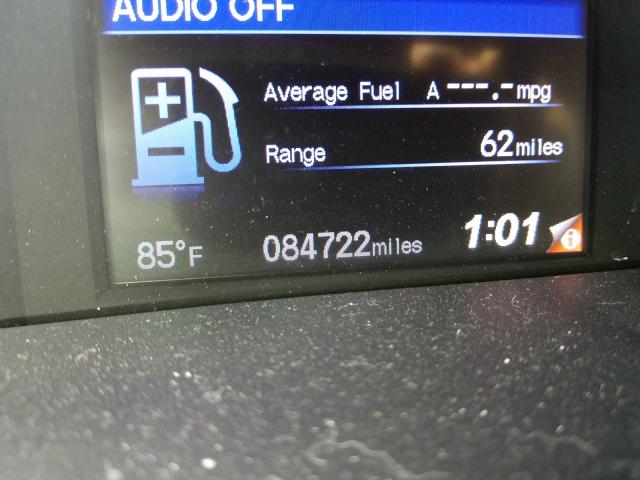 AUDIO OFF
Average Fuel A ---.- mpg
Range 62 miles
85°F 084722 miles 1:01 i